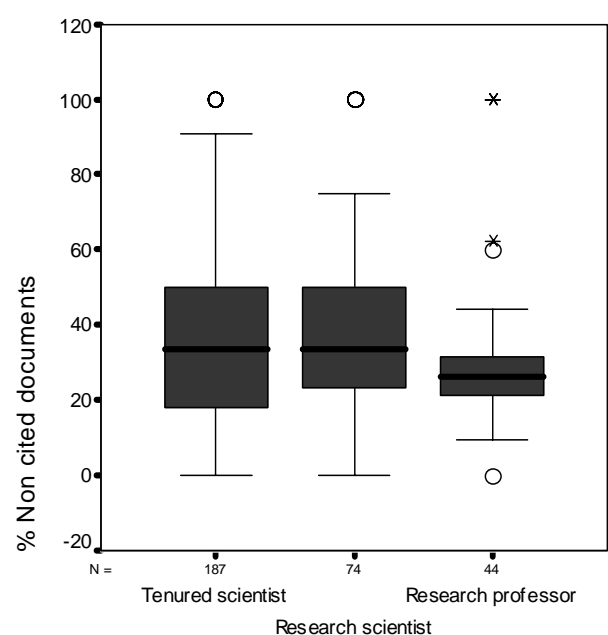 120
100
80
60
40
20
0
-20
% Non cited documents
N = 187 74 44
Tenured scientist Research professor
Research scientist